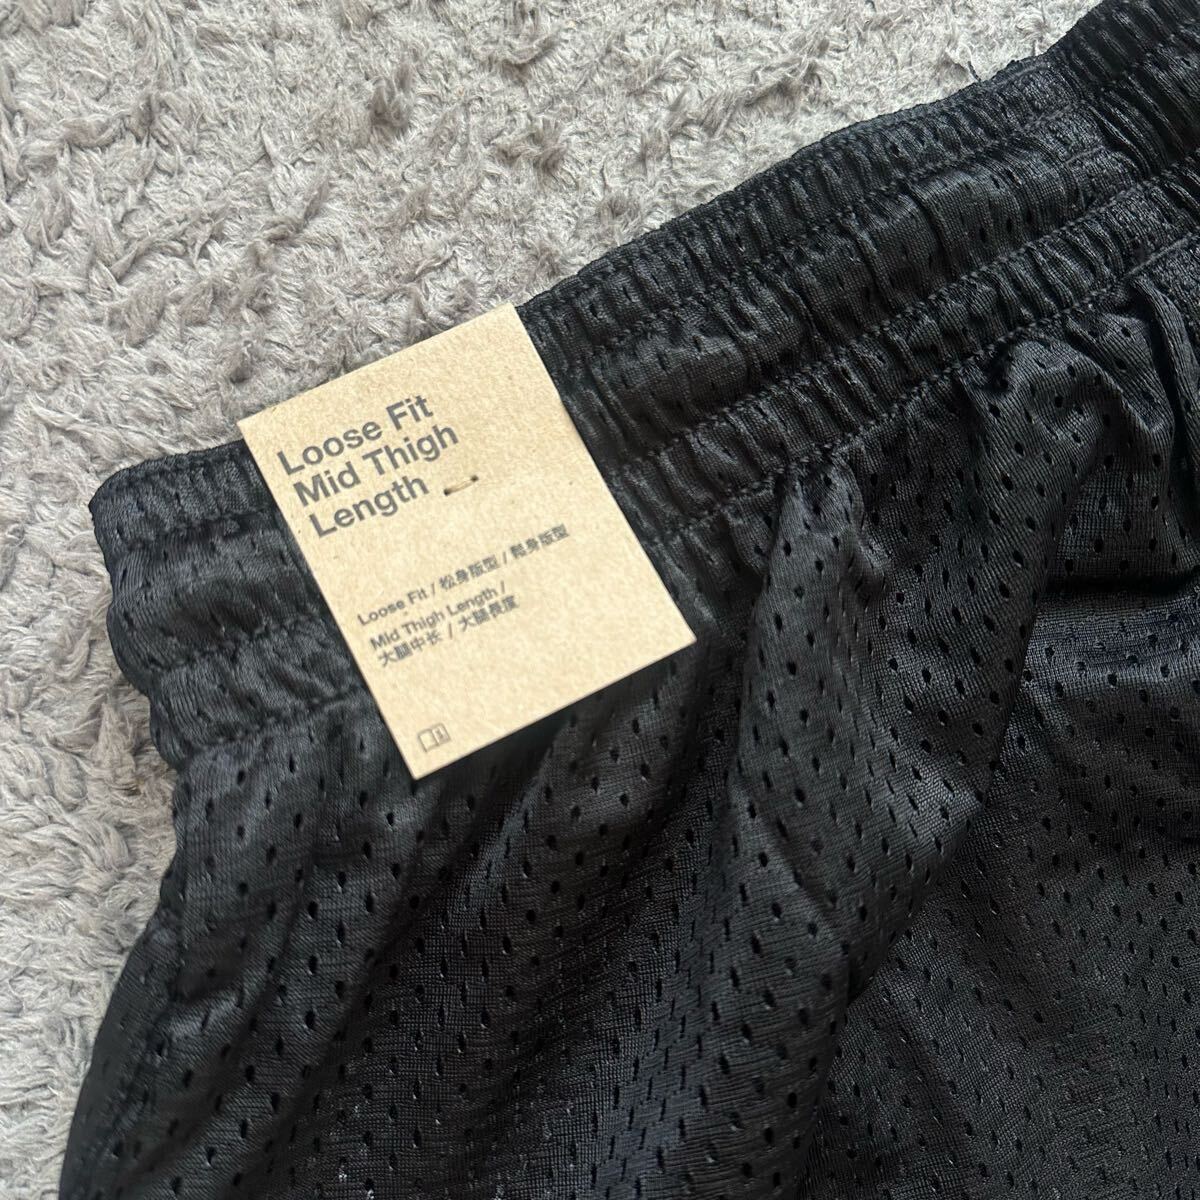 Loose Fit
Mid Thigh
Length
Loose Fit / 松身版型 / 鬆身版型
Mid Thigh Length /
大腿中长 / 大腿長度